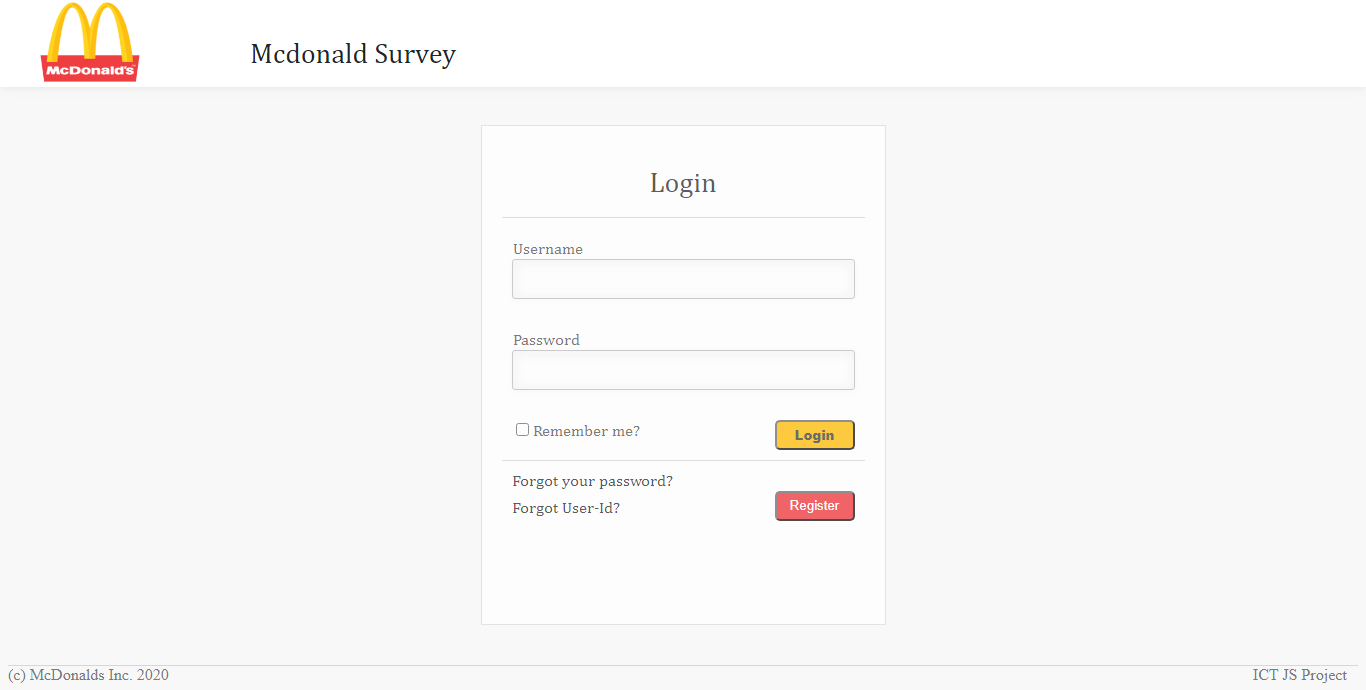 McDonald's
Mcdonald Survey
Login
Username
Password
Remember me?
Login
Forgot your password?
Forgot User-Id?
Register
(c) McDonalds Inc. 2020
ICT JS Project